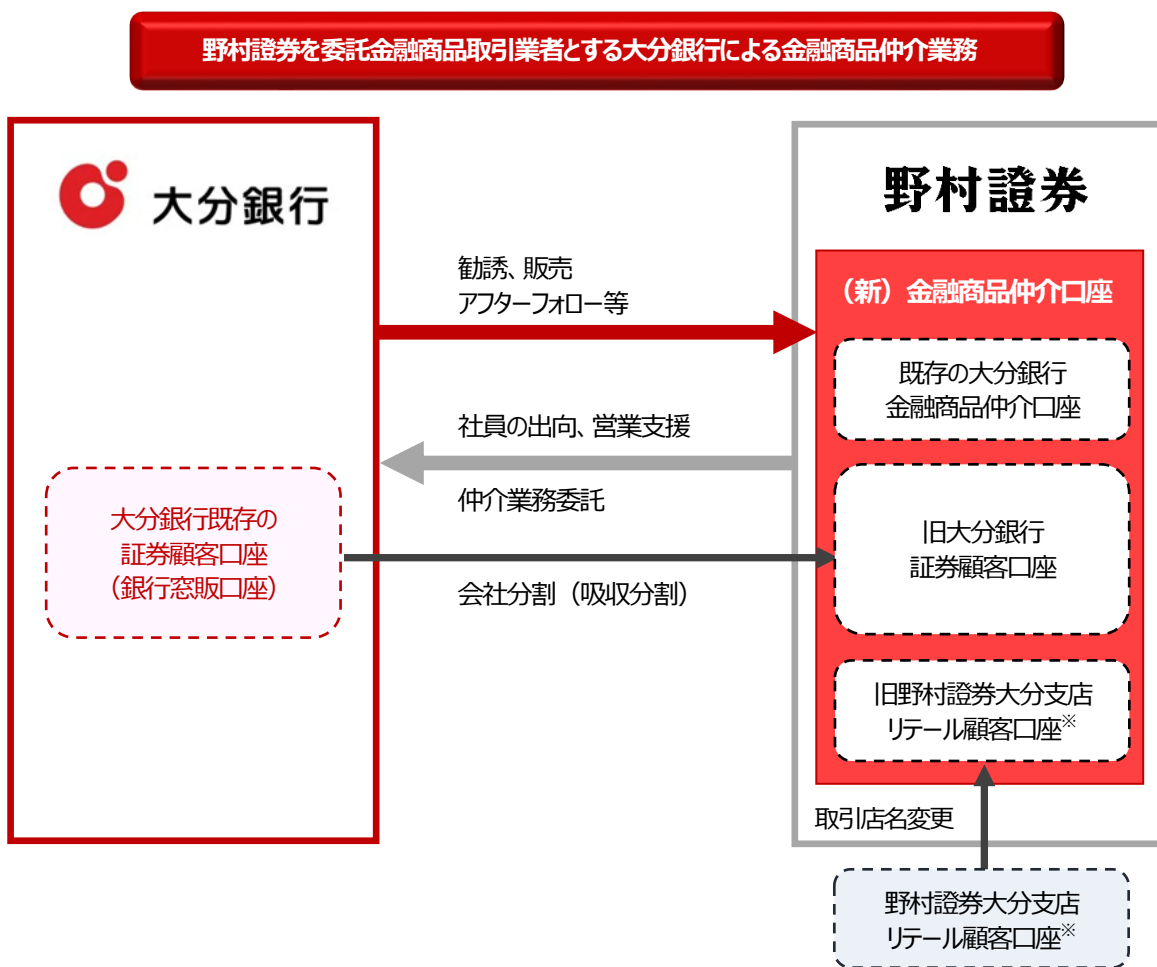 野村證券を委託金融商品取引業者とする大分銀行による金融商品仲介業務
大分銀行
野村證券
勧誘、販売
アフターフォロー等
(新)金融商品仲介口座
既存の大分銀行
金融商品仲介口座
社員の出向、営業支援
仲介業務委託
大分銀行既存の
証券顧客口座
(銀行窓販口座)
旧大分銀行
証券顧客口座
会社分割(吸収分割)
旧野村證券大分支店
リテール顧客口座※
取引店名変更
野村證券大分支店
リテール顧客口座※